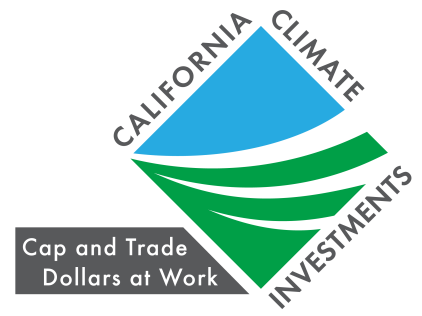 CALIFORNIA
CLIMATE
INVESTMENTS
Cap and Trade
Dollars at Work